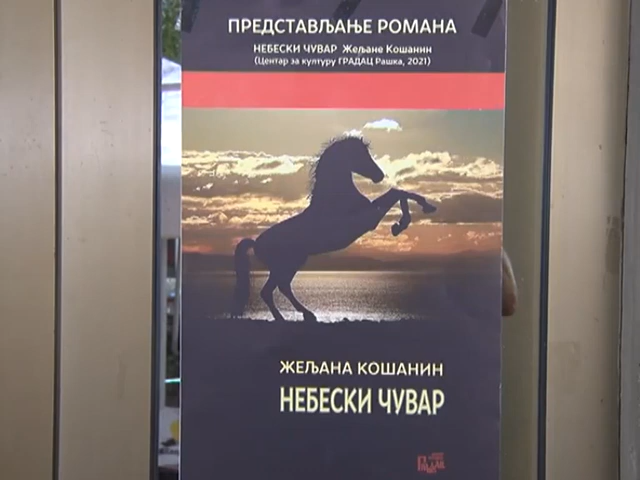 ПРЕДСТАВЉАЊЕ РОМАНА
НЕБЕСКИ ЧУВАР Жељане Кошанин
(Центар за културу ГРАДАЦ Рашка, 2021)
ЖЕЉАНА КОШАНИН
НЕБЕСКИ ЧУВАР